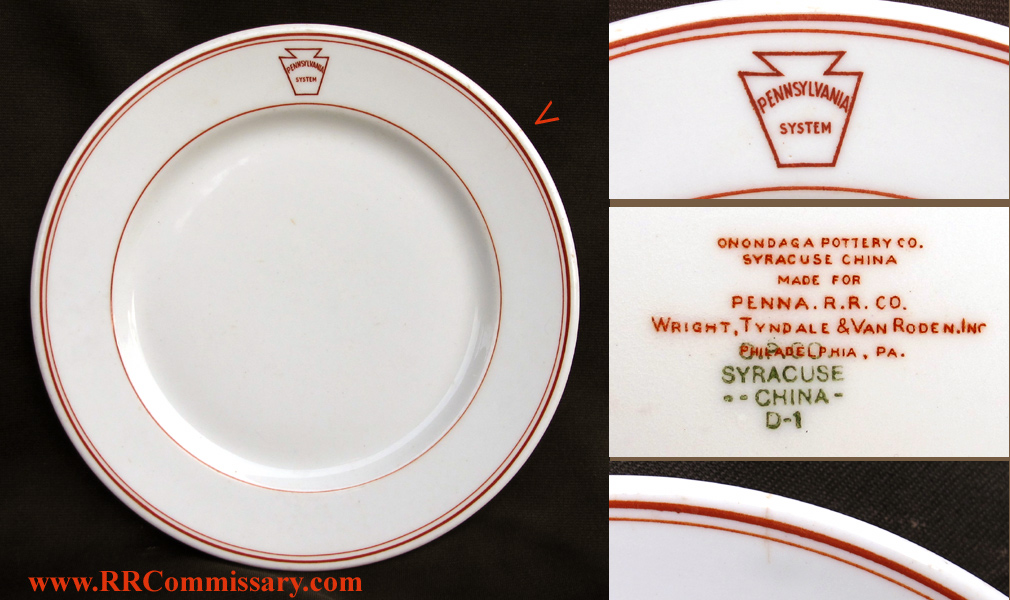 PENNSYLVANIA
SYSTEM
PENNSYLVANIA
SYSTEM
ONONDAGA POTTERY CO.
SYRACUSE CHINA
MADE FOR
PENNA. R. R. CO.
WRIGHT, TYNDALE & VAN RODEN. INC
PHILADELPHIA, PA.
O.P.CO.
SYRACUSE
-- CHINA -
D-1
www.RRCommissary.com